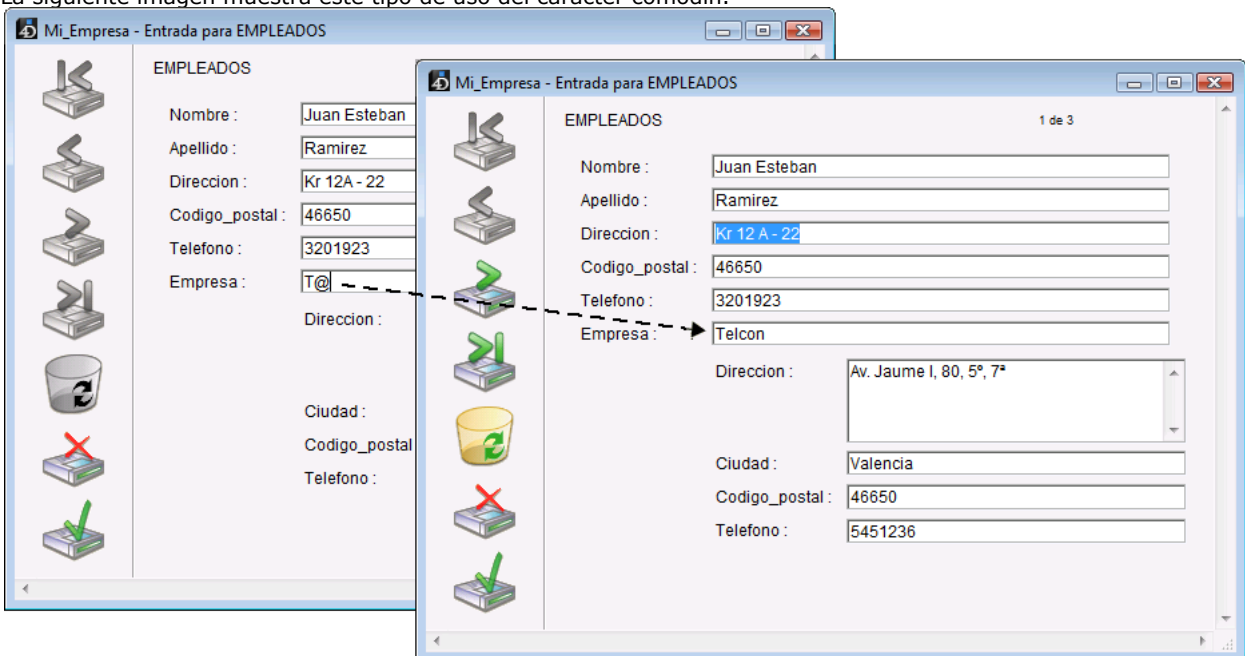 La siguiente imagen muestra este tipo de uso del carácter comodín:
Mi_Empresa - Entrada para EMPLEADOS
EMPLEADOS
Nombre : Juan Esteban
Apellido : Ramirez
Direccion : Kr 12A - 22
Codigo_postal : 46650
Telefono : 3201923
Empresa : T@
Direccion :
Ciudad :
Codigo_postal
Telefono :
Mi_Empresa - Entrada para EMPLEADOS
EMPLEADOS 1 de 3
Nombre : Juan Esteban
Apellido : Ramirez
Direccion : Kr 12 A - 22
Codigo_postal : 46650
Telefono : 3201923
Empresa : Telcon
Direccion : Av. Jaume I, 80, 5º, 7ª
Ciudad : Valencia
Codigo_postal : 46650
Telefono : 5451236